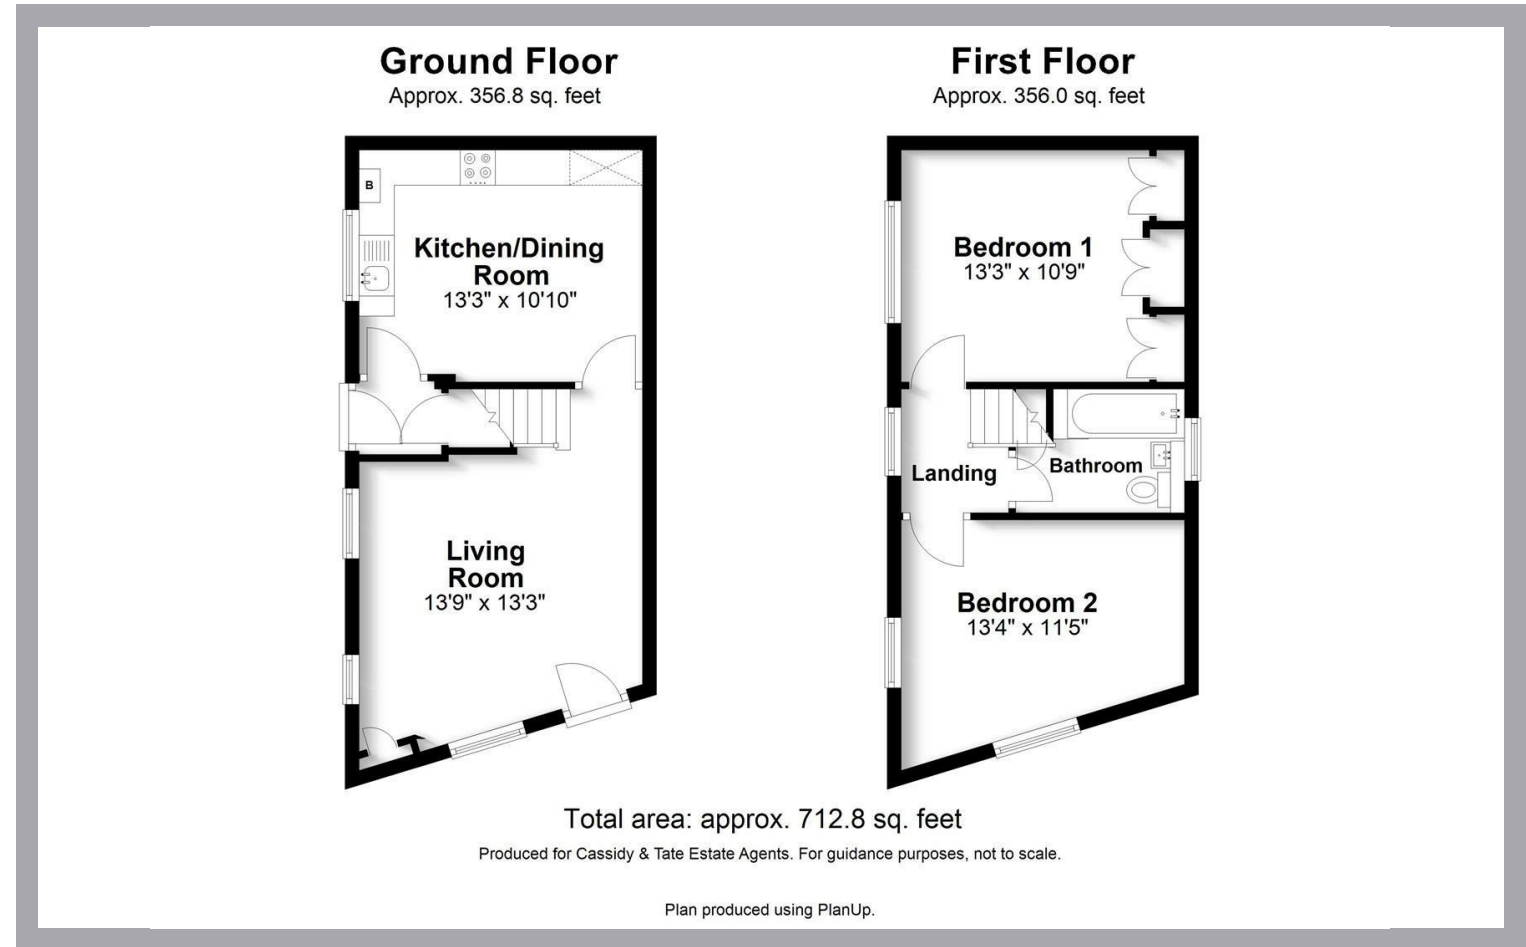 Ground Floor
Approx. 356.8 sq. feet
B
Kitchen/Dining
Room
13'3" x 10'10"
Living
Room
13'9" x 13'3"
First Floor
Approx. 356.0 sq. feet
Bedroom 1
13'3" x 10'9"
Landing
Bathroom
Bedroom 2
13'4" x 11'5"
Total area: approx. 712.8 sq. feet
Produced for Cassidy & Tate Estate Agents. For guidance purposes, not to scale.
Plan produced using PlanUp.